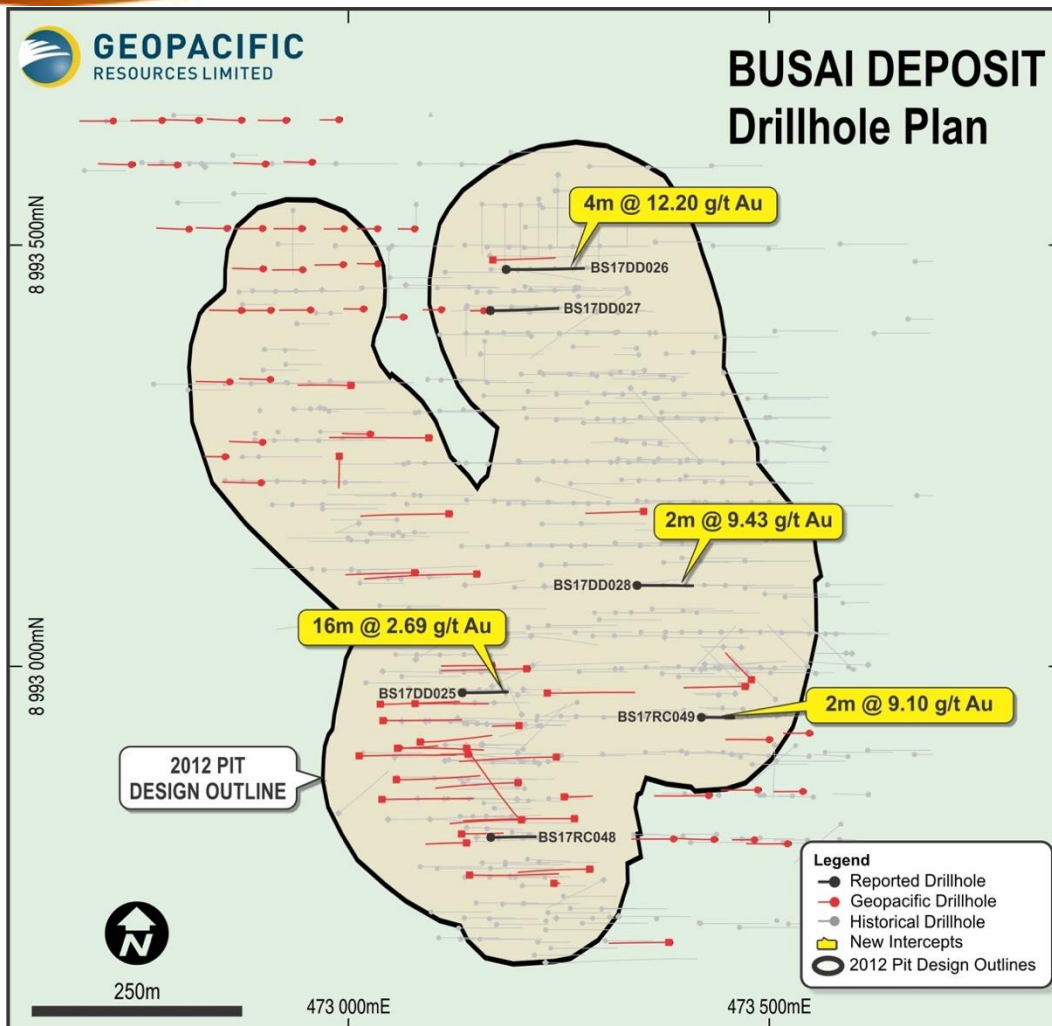 GEOPACIFIC
RESOURCES LIMITED
BUSAI DEPOSIT
Drillhole Plan
4m @ 12.20 g/t Au
8 993 500mN
BS17DD026
BS17DD027
2m @ 9.43 g/t Au
BS17DD028
16m @ 2.69 g/t Au
8 993 000mN
BS17DD025
2m @ 9.10 g/t Au
BS17RC049
2012 PIT
DESIGN OUTLINE
BS17RC048
Legend
Reported Drillhole
Geopacific Drillhole
Historical Drillhole
New Intercepts
2012 Pit Design Outlines
N
250m
473 000mE
473 500mE